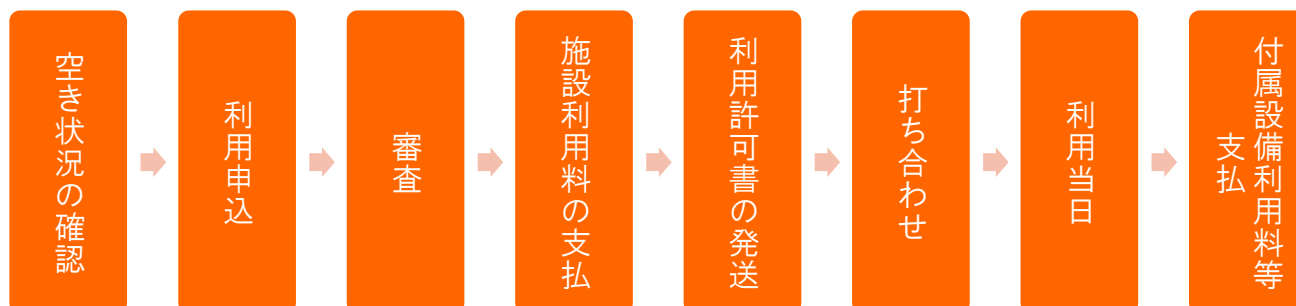 空き状況の確認
利用申込
審査
施設利用料の支払
利用許可書の発送
打ち合わせ
利用当日
付属設備利用料等
支払